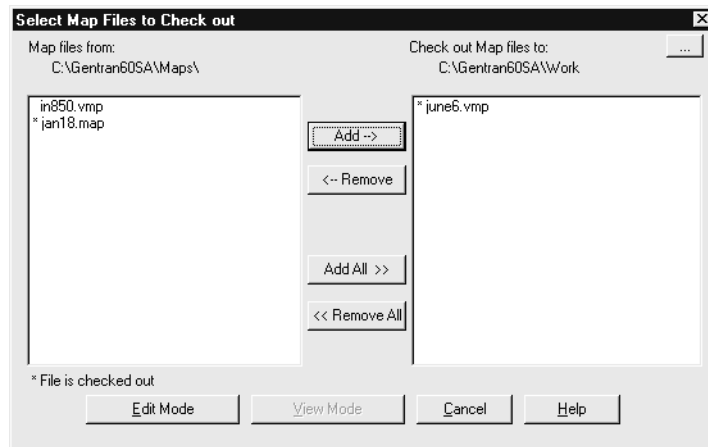 Select Map Files to Check out
Map files from:
C:\Gentran60SA\Maps\
Check out Map files to:
...
C:\Gentran60SA\Work
in850.vmp
* jan18.map
Add -->
<-- Remove
Add All >>
<< Remove All
* june6.vmp
* File is checked out
Edit Mode
View Mode
Cancel
Help